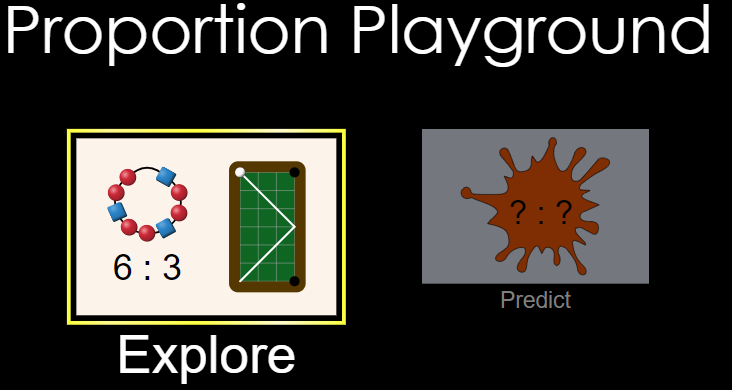 Proportion Playground
6 : 3
? : ?
Explore
Predict